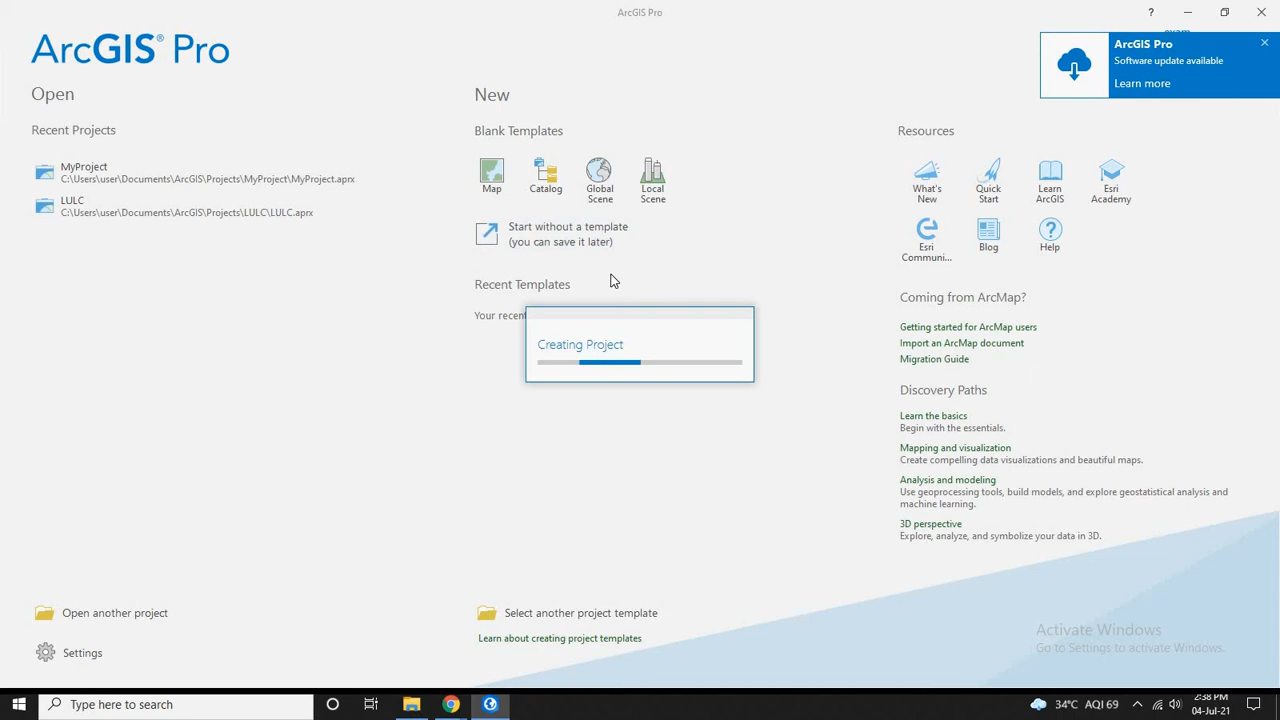 ArcGIS Pro
?
ArcGIS® Pro
ArcGIS Pro
Software update available
Learn more
Open
Recent Projects
MyProject
C:\Users\user\Documents\ArcGIS\Projects\MyProject\MyProject.aprx
LULC
C:\Users\user\Documents\ArcGIS\Projects\LULC\LULC.aprx
Open another project
Settings
New
Blank Templates
Map
Catalog
Global
Scene
Local
Scene
Start without a template
(you can save it later)
Recent Templates
Your recent
Creating Project
Select another project template
Learn about creating project templates
Resources
What's
New
Quick
Start
Learn
ArcGIS
Esri
Academy
Esri
Communi...
Blog
Help
Coming from ArcMap?
Getting started for ArcMap users
Import an ArcMap document
Migration Guide
Discovery Paths
Learn the basics
Begin with the essentials.
Mapping and visualization
Create compelling data visualizations and beautiful maps.
Analysis and modeling
Use geoprocessing tools, build models, and explore geostatistical analysis and
machine learning.
3D perspective
Explore, analyze, and symbolize your data in 3D.
Activate Windows
Go to Settings to activate Windows.
Type here to search
34°C AQI 69
2:38 PM
04-Jul-21